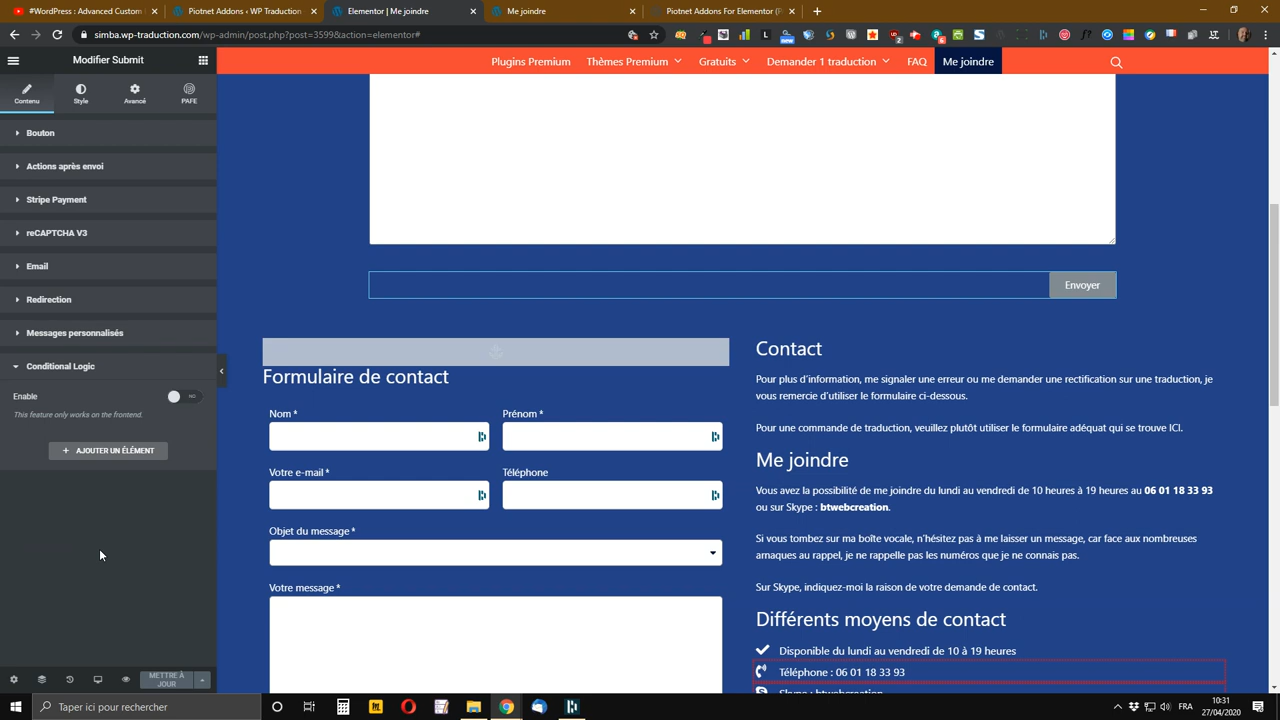 #WordPress : Jauge d'Analyse
Piotnet Addons ‹ WP Traduction
Elementor | Me joindre
Me joindre
Elementor | Me joindre
Piotnet Addons For Elementor
simba-wp-traduction.com/wp-admin/post.php?post=3599&action=elementor#
Modifier Submit
Plugins Premium
Thèmes Premium
Gratuits
Demander 1 traduction
FAQ
Me joindre
Contenu
Style
Avancé
PAFE
Bouton
Actions après envoi
Stripe Payment
reCAPTCHA V3
Email
Redirection
Messages personnalisés
Conditional Logic
Enable
NO
This feature only works on the frontend.
+ AJOUTER UN ÉLÉMENT
METTRE À
JOUR
Envoyer
Formulaire de contact
Nom *
Prénom *
Votre e-mail *
Téléphone
Objet du message *
Votre message *
Contact
Pour plus d'information, me signaler une erreur ou me demander une rectification sur une traduction, je
vous remercie d'utiliser le formulaire ci-dessous.
Pour une commande de traduction, veuillez plutôt utiliser le formulaire adéquat qui se trouve ICI.
Me joindre
Vous avez la possibilité de me joindre du lundi au vendredi de 10 heures à 19 heures au 06 01 18 33 93
ou sur Skype : btwebcreation.
Si vous tombez sur ma boîte vocale, n'hésitez pas à me laisser un message, car face aux nombreuses
arnaques au rappel, je ne rappelle pas les numéros que je ne connais pas.
Sur Skype, indiquez-moi la raison de votre demande de contact.
Différents moyens de contact
Disponible du lundi au vendredi de 10 à 19 heures
Téléphone : 06 01 18 33 93
Skype : btwebcreation
FRA
10:31
27/04/2020